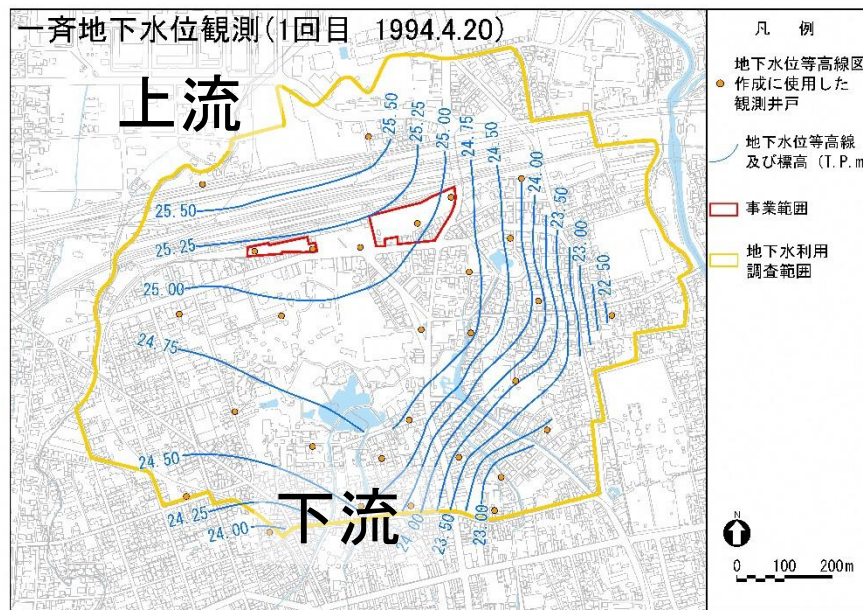 一斉地下水位観測(1回目 1994.4.20)
上流
25.50
25.25
25.00
24.75
24.50
24.00
23.50
23.00
22.50
25.50
25.25
25.00
24.75
24.50
24.25
24.00
下流
24.00
23.50
23.00
凡 例
地下水位等高線図
作成に使用した
観測井戸
地下水位等高線
及び標高(T.P.m
事業範囲
地下水利用
調査範囲
N
0 100 200m